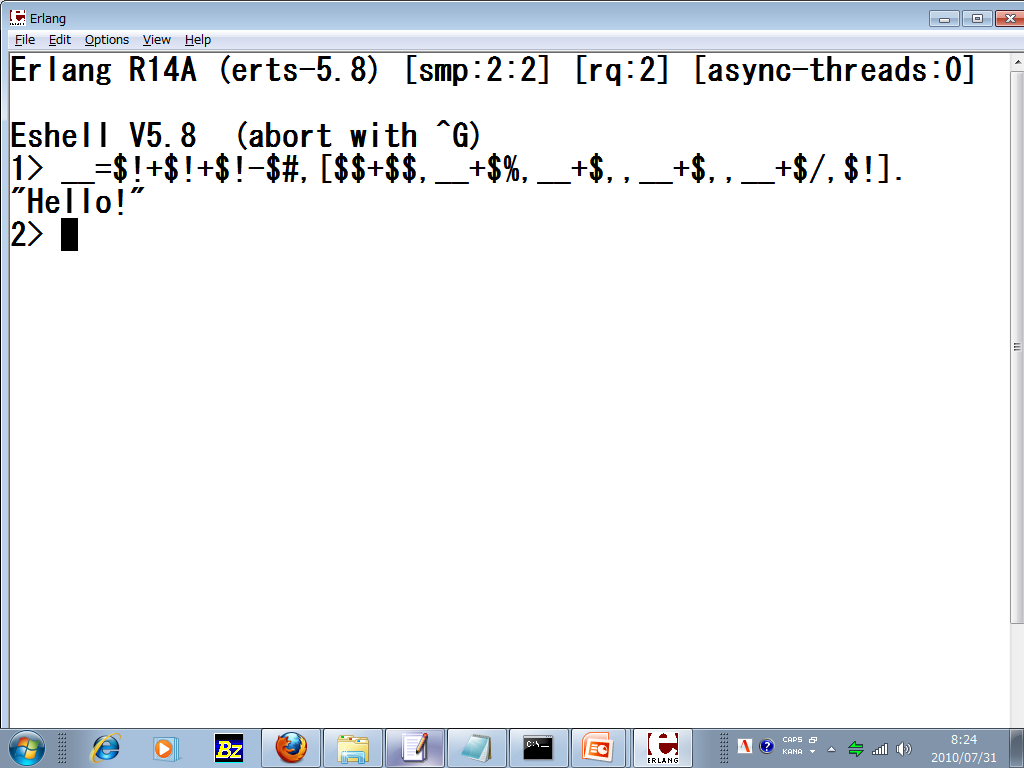 Erlang
File Edit Options View Help
Erlang R14A (erts-5.8) [smp:2:2] [rq:2] [async-threads:0]
Eshell V5.8  (abort with ^G)
1> __=$!+$!+$!-$#,[$$+$$,__+$%,__+$,,__+$,,__+$/,$!].
"Hello!"
2>
Bz
C:\_
ERLANG
A
?
CAPS
KANA
8:24
2010/07/31